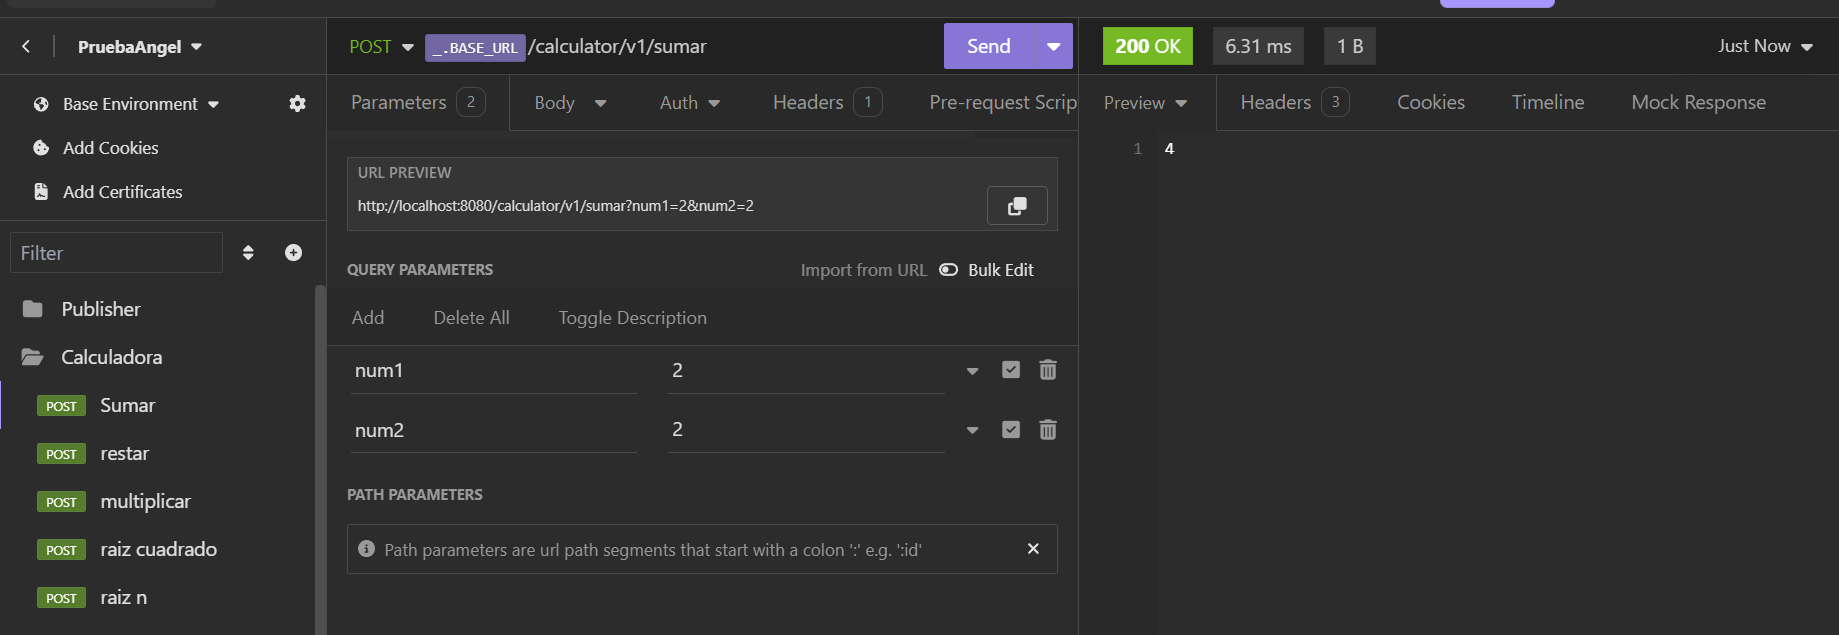 PruebaAngel
Base Environment
Add Cookies
Add Certificates
Filter
Publisher
Calculadora
POST Sumar
POST restar
POST multiplicar
POST raiz cuadrado
POST raiz n
POST _.BASE_URL /calculator/v1/sumar Send
Parameters 2 Body Auth Headers 1 Pre-request Scrip
URL PREVIEW
http://localhost:8080/calculator/v1/sumar?num1=2&num2=2
QUERY PARAMETERS Import from URL Bulk Edit
Add Delete All Toggle Description
num1 2
num2 2
PATH PARAMETERS
Path parameters are url path segments that start with a colon ':' e.g. ':id'
200 OK 6.31 ms 1 B Just Now
Preview Headers 3 Cookies Timeline Mock Response
1 4